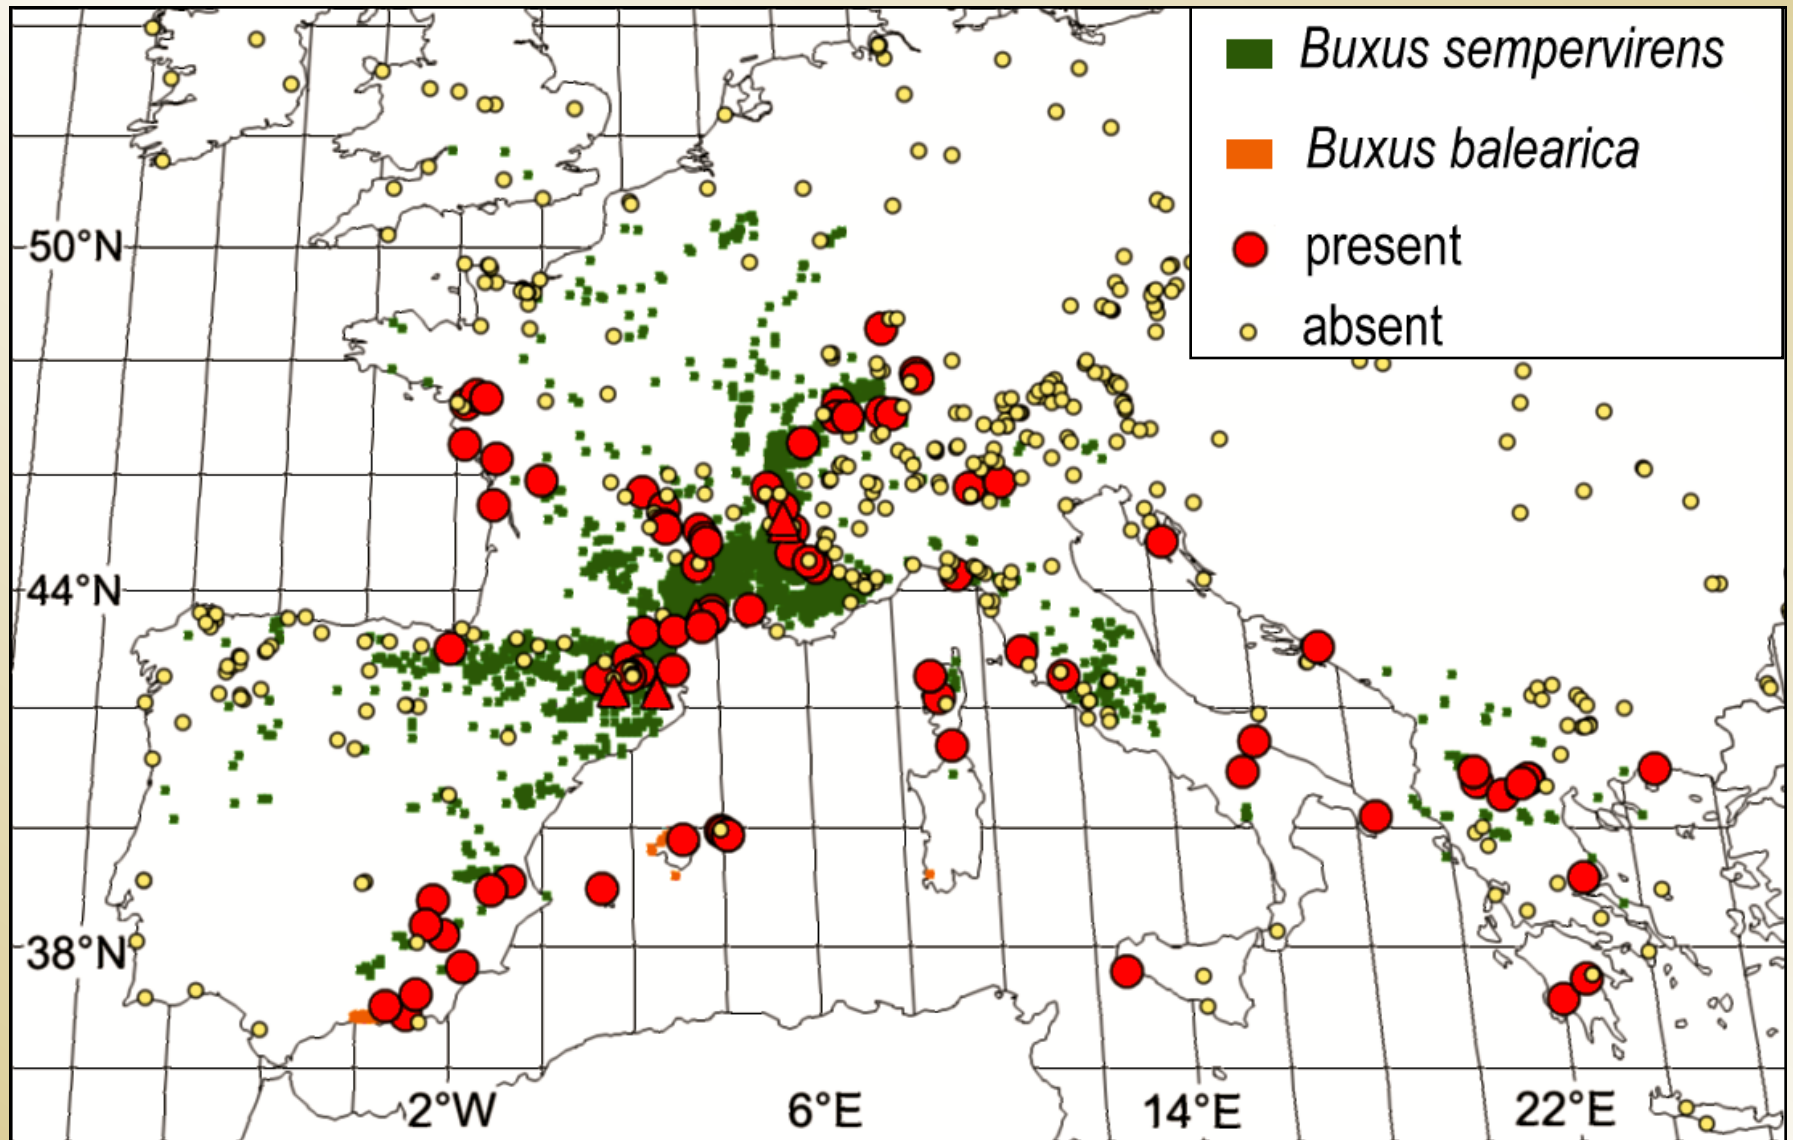 Buxus sempervirens
Buxus balearica
present
absent
50°N
44°N
38°N
2°W
6°E
14°E
22°E